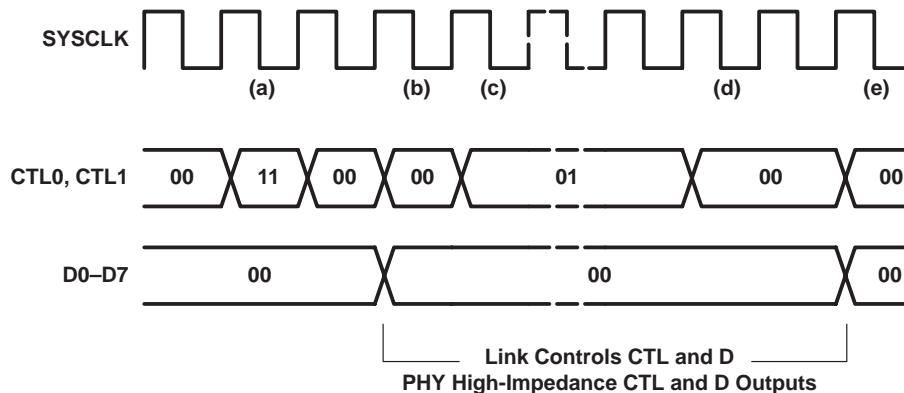 SYSCLK
(a) (b) (c) (d) (e)
CTL0, CTL1 00 11 00 00 01 00 00
D0–D7 00 00 00
Link Controls CTL and D
PHY High-Impedance CTL and D Outputs